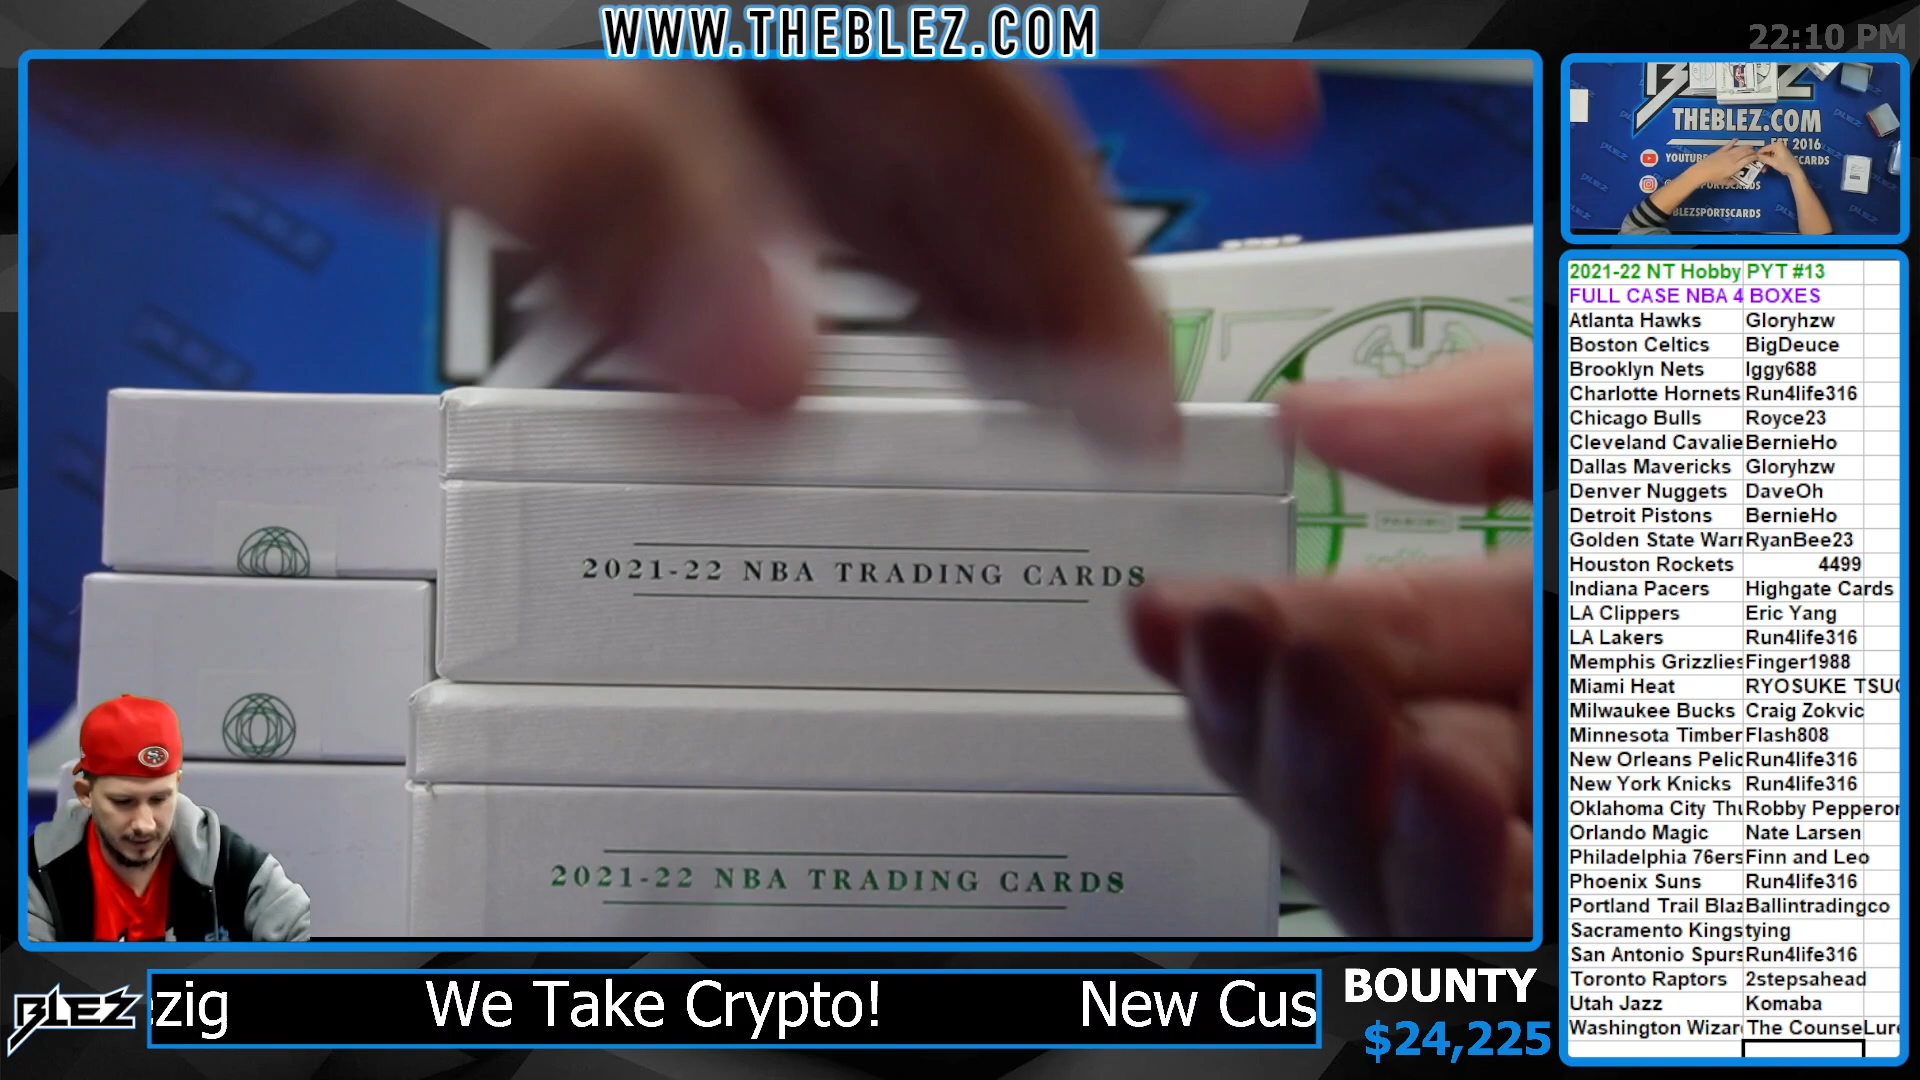 WWW.THEBLEZ.COM
22:10 PM
THEBLEZ.COM
EST 2016
BLEZSPORTSCARDS
2021-22 NBA TRADING CARDS
2021-22 NBA TRADING CARDS
2021-22 NT Hobby PYT #13
FULL CASE NBA 4 BOXES
Atlanta Hawks Gloryhzw
Boston Celtics BigDeuce
Brooklyn Nets Iggy688
Charlotte Hornets Run4life316
Chicago Bulls Royce23
Cleveland Cavalie BernieHo
Dallas Mavericks Gloryhzw
Denver Nuggets DaveOh
Detroit Pistons BernieHo
Golden State Warr RyanBee23
Houston Rockets 4499
Indiana Pacers Highgate Cards
LA Clippers Eric Yang
LA Lakers Run4life316
Memphis Grizzlies Finger1988
Miami Heat RYOSUKE TSUG
Milwaukee Bucks Craig Zokvic
Minnesota Timber Flash808
New Orleans Pelic Run4life316
New York Knicks Run4life316
Oklahoma City Thu Robby Pepperon
Orlando Magic Nate Larsen
Philadelphia 76ers Finn and Leo
Phoenix Suns Run4life316
Portland Trail Blaz Ballintradingco
Sacramento Kings tying
San Antonio Spurs Run4life316
Toronto Raptors 2stepsahead
Utah Jazz Komaba
Washington Wizar The CounseLure
BLEZ
zig We Take Crypto! New Cus
BOUNTY
$24,225